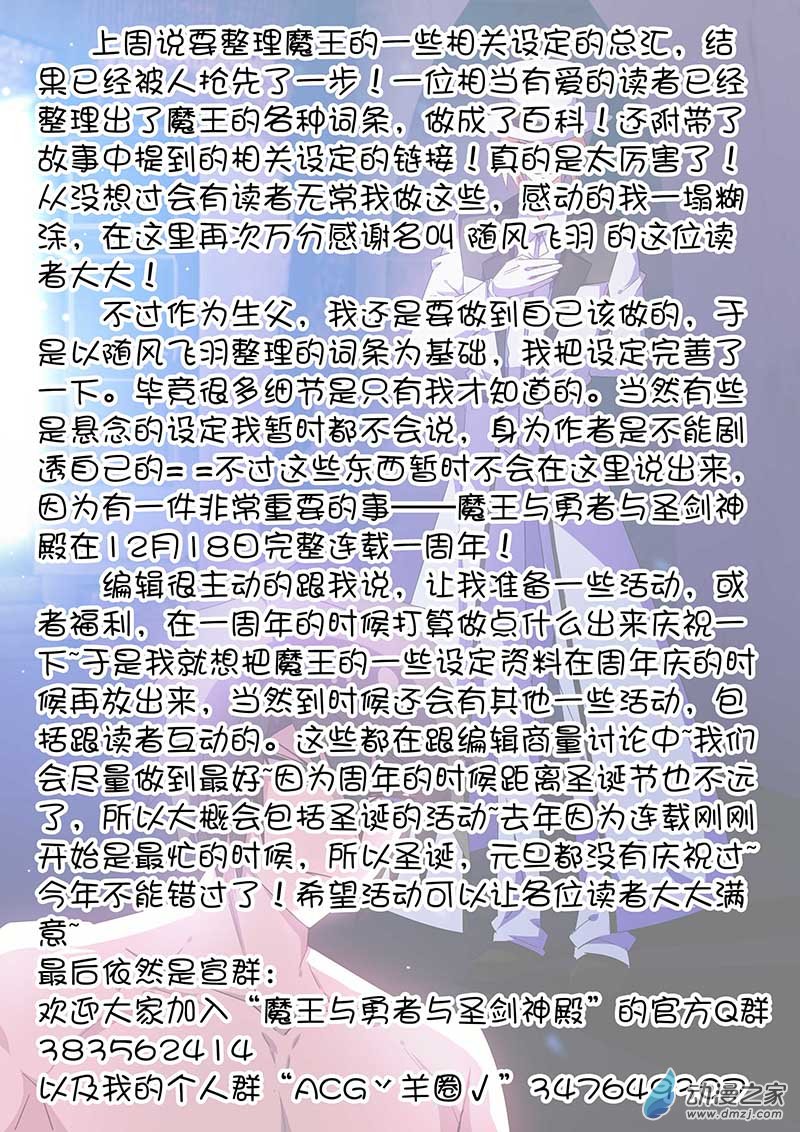 上周说要整理魔王的一些相关设定的总汇，结
果已经被人抢先了一步！一位相当有爱的读者已经
整理出了魔王的各种词条，做成了百科！还附带了
故事中提到的相关设定的链接！真的是太厉害了！
从没想过会有读者无常我做这些，感动的我一塌糊
涂，在这里再次万分感谢名叫 随风飞羽 的这位读
者大大！
不过作为生父，我还是要做到自己该做的，于
是以随风飞羽整理的词条为基础，我把设定完善了
一下。毕竟很多细节是只有我才知道的。当然有些
是悬念的设定我暂时都不会说，身为作者是不能剧
透自己的= =不过这些东西暂时不会在这里说出来，
因为有一件非常重要的事——魔王与勇者与圣剑神
殿在12月18日完整连载一周年！
编辑很主动的跟我说，让我准备一些活动，或
者福利，在一周年的时候打算做点什么出来庆祝一
下~于是我就想把魔王的一些设定资料在周年庆的时
候再放出来，当然到时候还会有其他一些活动，包
括跟读者互动的。这些都在跟编辑商量讨论中~我们
会尽量做到最好~因为周年的时候距离圣诞节也不远
了，所以大概会包括圣诞的活动~去年因为连载刚刚
开始是最忙的时候，所以圣诞，元旦都没有庆祝过~
今年不能错过了！希望活动可以让各位读者大大满
意~
最后依然是宣群：
欢迎大家加入“魔王与勇者与圣剑神殿”的官方Q群
383562414
以及我的个人群“ACG丷羊圈√”
动漫之家
www.dmzj.com